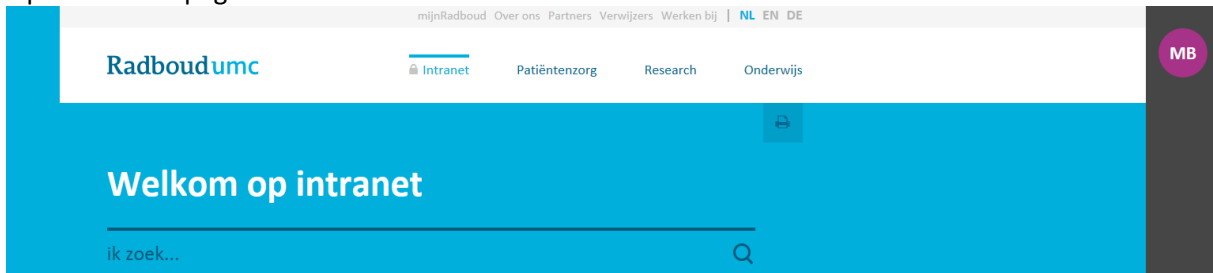 mijnRadboud Over ons Partners Verwijzers Werken bij | NL EN DE
Radboudumc
Intranet Patiëntenzorg Research Onderwijs
MB
Welkom op intranet
ik zoek...